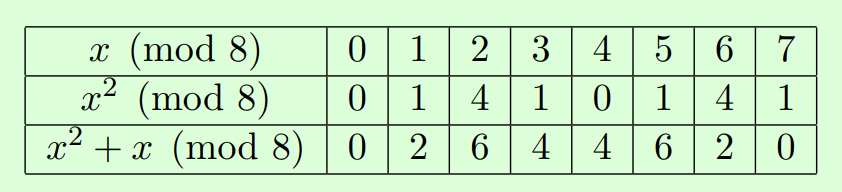 x (mod 8) 0 1 2 3 4 5 6 7
x² (mod 8) 0 1 4 1 0 1 4 1
x² + x (mod 8) 0 2 6 4 4 6 2 0